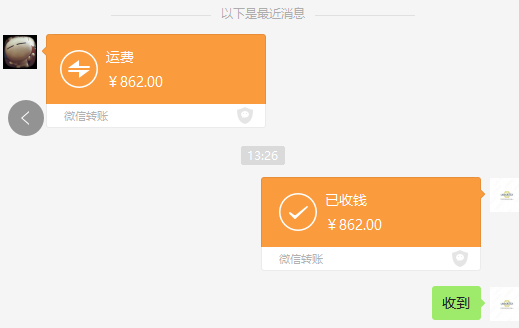 以下是最近消息
运费
￥862.00
微信转账
13:26
已收钱
￥862.00
微信转账
收到